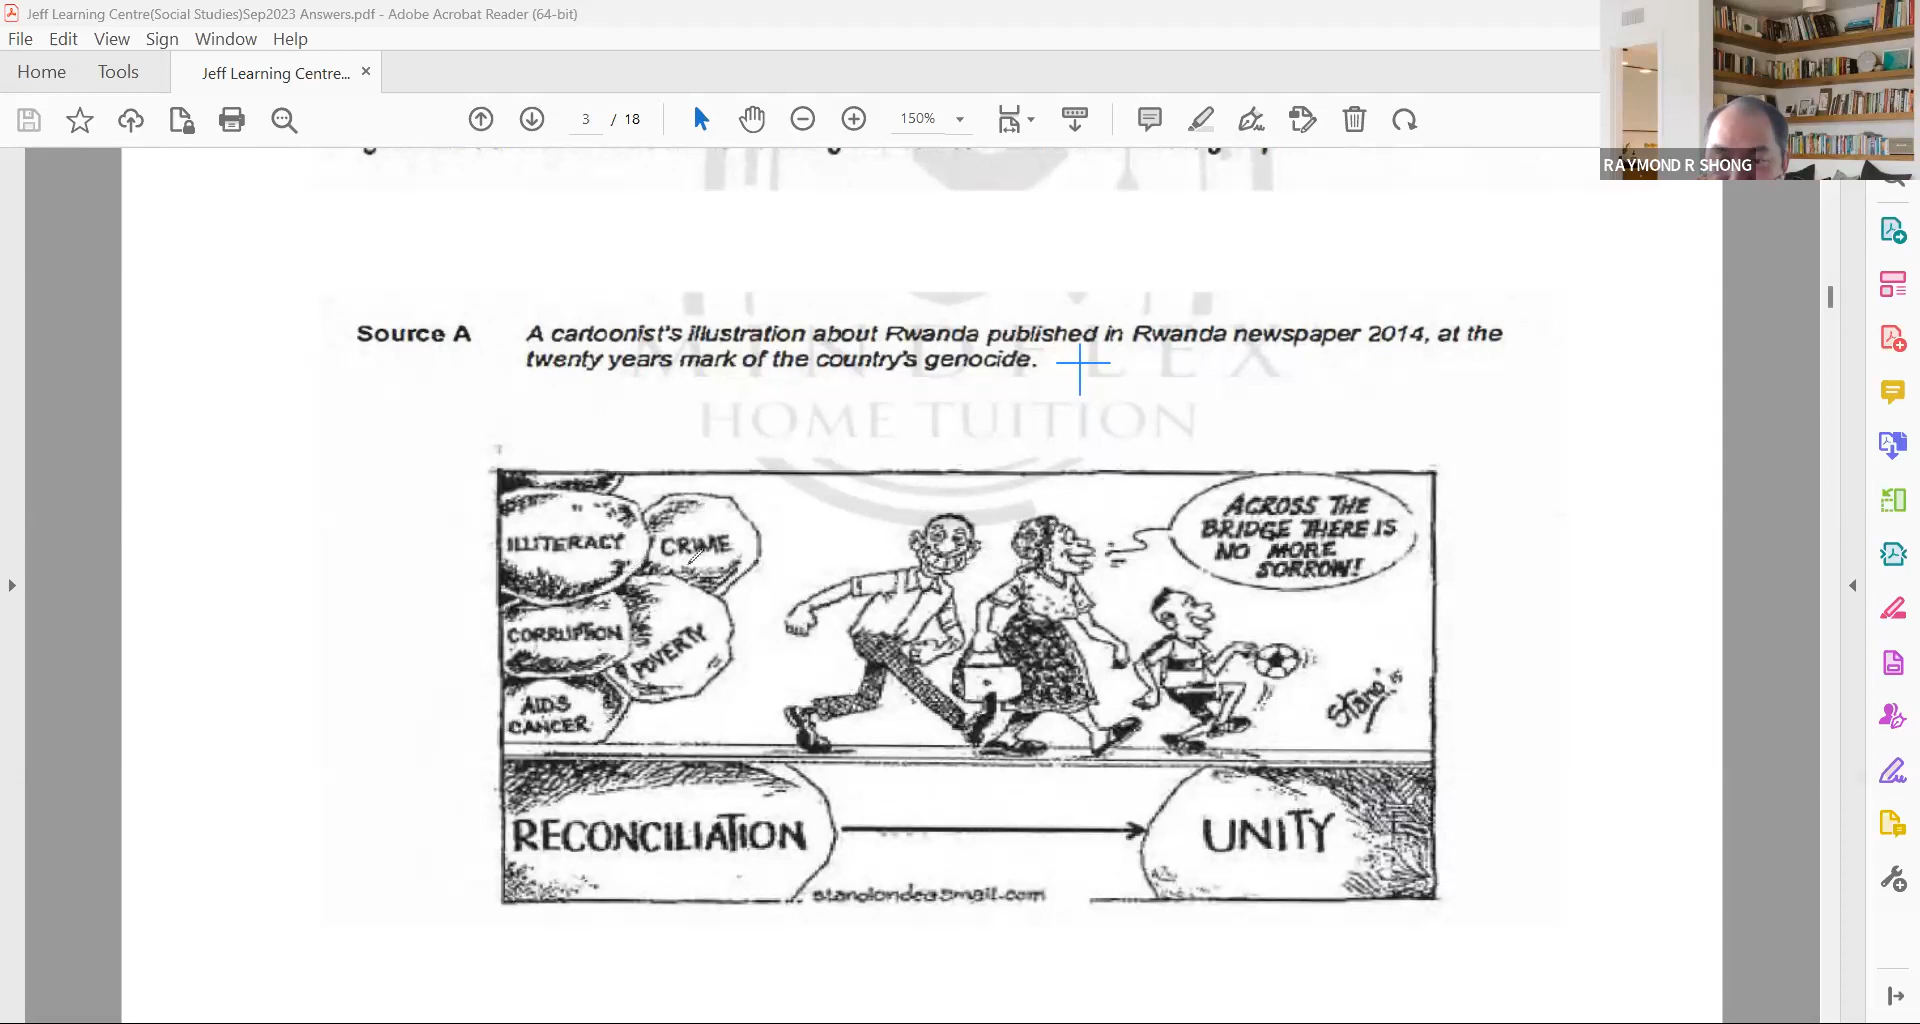 Jeff Learning Centre(Social Studies)Sep2023 Answers.pdf - Adobe Acrobat Reader (64-bit)
File Edit View Sign Window Help
Home Tools Jeff Learning Centre... ×
3 / 18 150%
RAYMOND R SHONG
Source A A cartoonist's illustration about Rwanda published in Rwanda newspaper 2014, at the
twenty years mark of the country's genocide.
MINDFLEX
HOME TUITION
ILLITERACY
CRIME
CORRUPTION
POVERTY
AIDS
CANCER
ACROSS THE
BRIDGE THERE IS
NO MORE
SORROW!
Stano '15
RECONCILIATION
UNITY